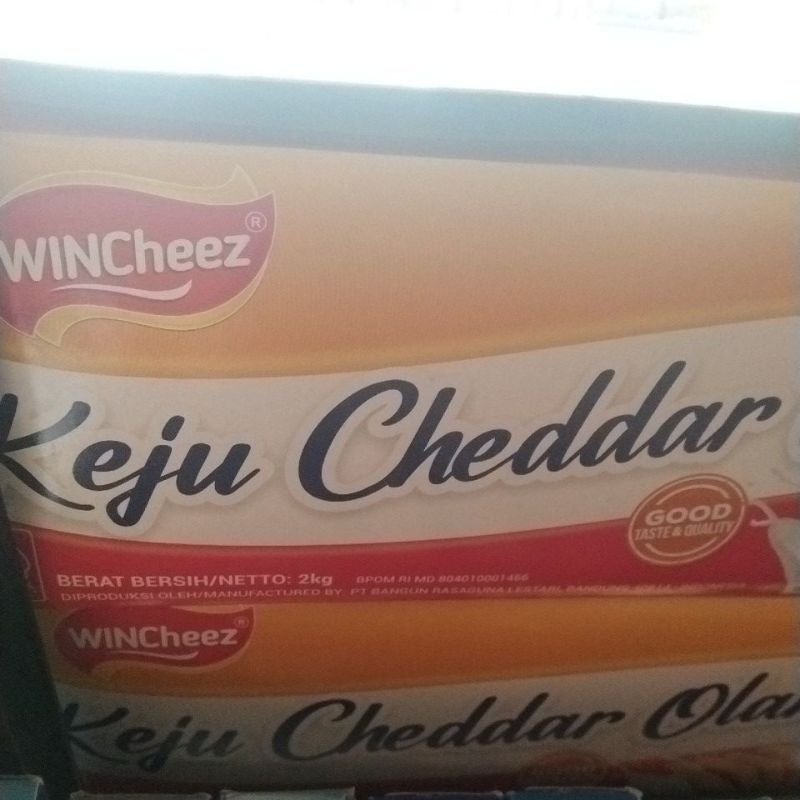 WINCheez®
Keju Cheddar
GOOD
TASTE & QUALITY
BERAT BERSIH/NETTO: 2kg BPOM RI MD 804010001466
DIPRODUKSI OLEH/MANUFACTURED BY PT BANGUN RASAGUNA LESTARI, BANDUNG
WINCheez®
Keju Cheddar